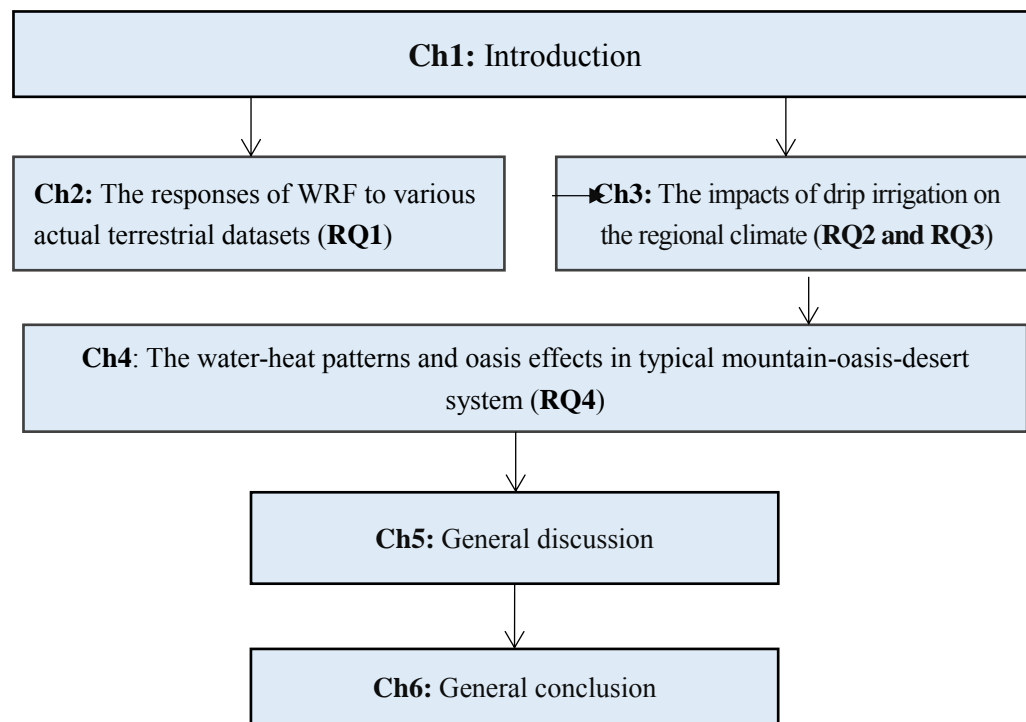 Ch1: Introduction
Ch2: The responses of WRF to various
actual terrestrial datasets (RQ1)
Ch3: The impacts of drip irrigation on
the regional climate (RQ2 and RQ3)
Ch4: The water-heat patterns and oasis effects in typical mountain-oasis-desert
system (RQ4)
Ch5: General discussion
Ch6: General conclusion